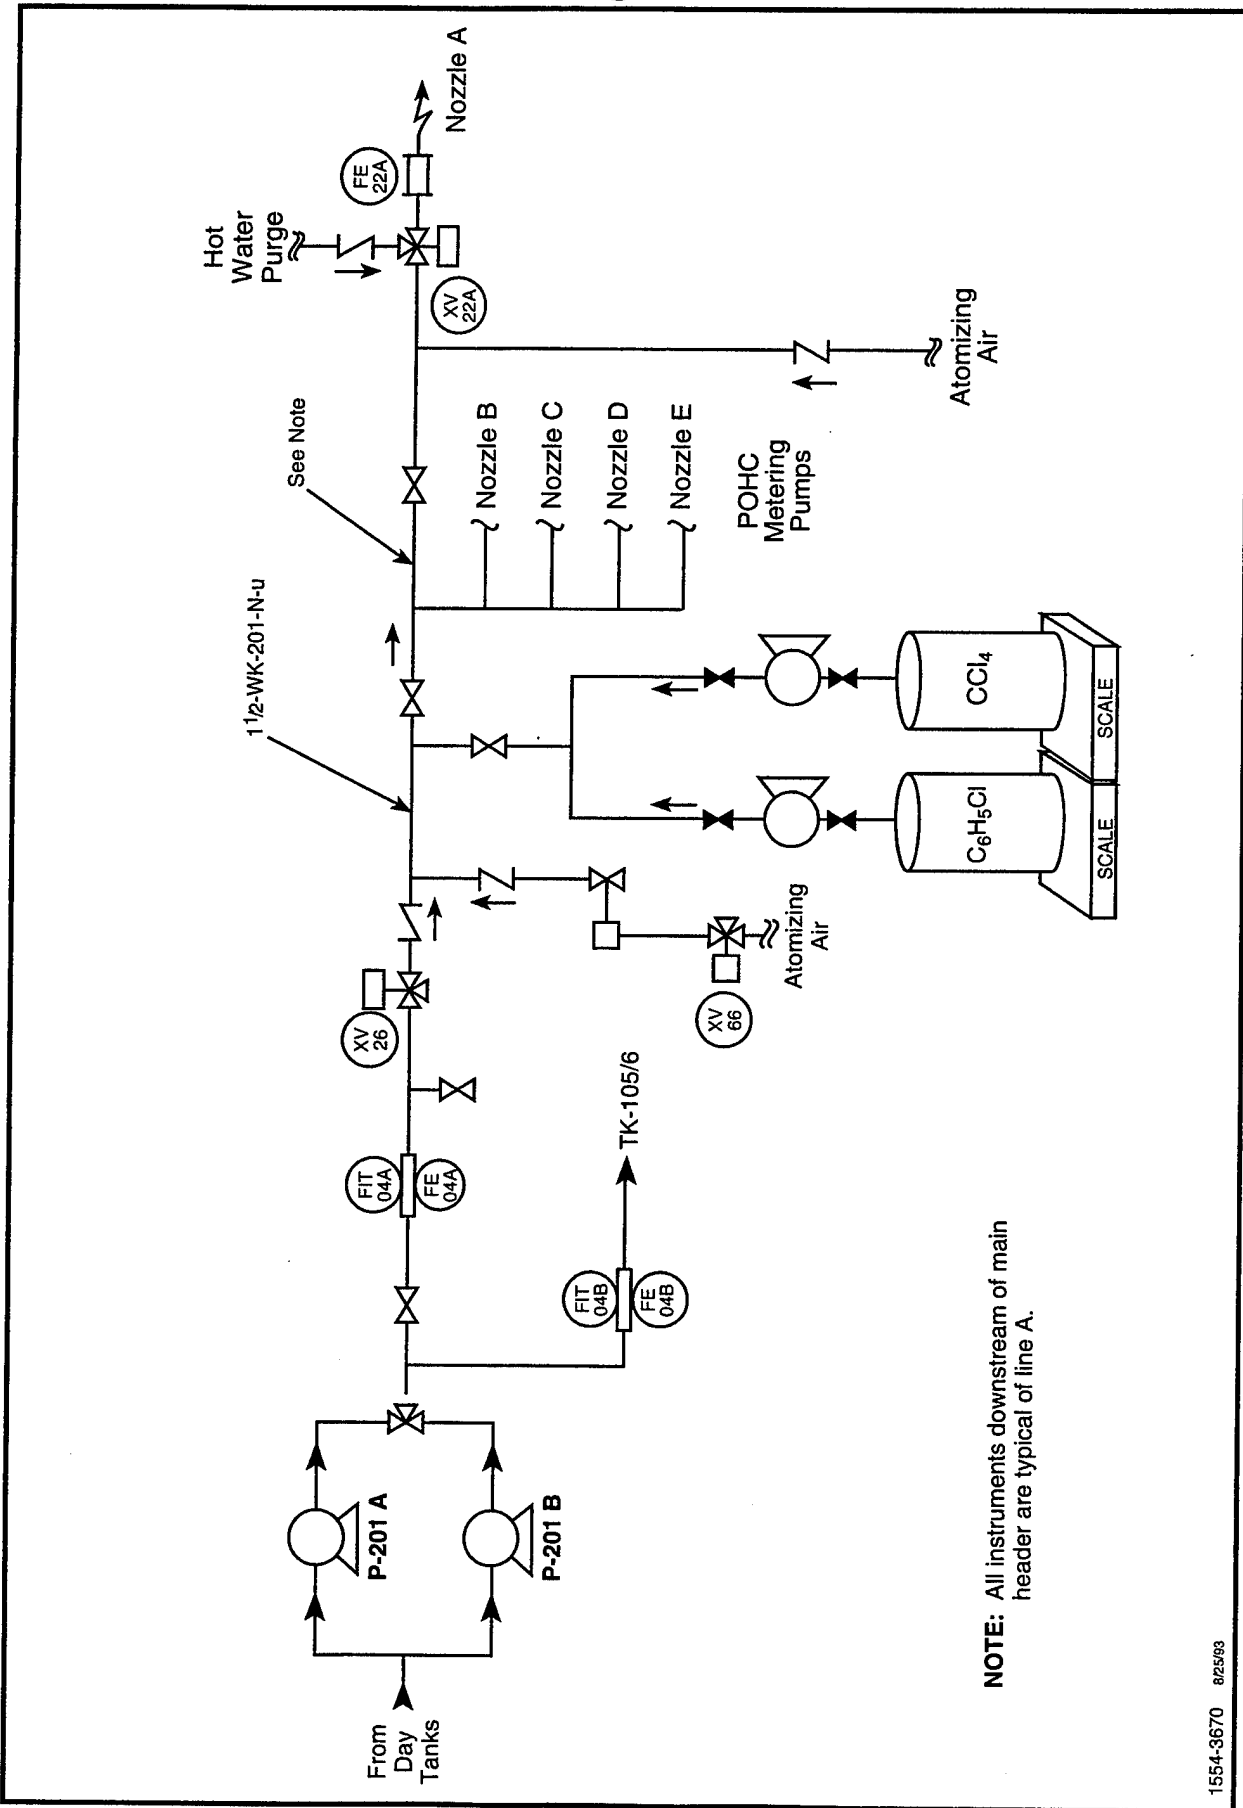 From
Day
Tanks
P-201 A
P-201 B
FIT
04A
FE
04A
FIT
04B
FE
04B
TK-105/6
XV
26
XV
66
Atomizing
Air
1 1/2-WK-201-N-u
See Note
C₆H₅Cl
SCALE
CCl₄
SCALE
POHC
Metering
Pumps
Nozzle B
Nozzle C
Nozzle D
Nozzle E
Atomizing
Air
XV
22A
Hot
Water
Purge
FE
22A
Nozzle A
NOTE: All instruments downstream of main
header are typical of line A.
1554-3670 8/25/93